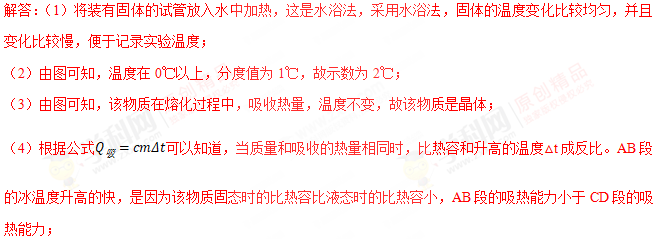 解答：（1）将装有固体的试管放入水中加热，这是水浴法，采用水浴法，固体的温度变化比较均匀，并且
变化比较慢，便于记录实验温度；
（2）由图可知，温度在 0℃以上，分度值为 1℃，故示数为 2℃；
（3）由图可知，该物质在熔化过程中，吸收热量，温度不变，故该物质是晶体；
（4）根据公式Q吸=cmΔt可以知道，当质量和吸收的热量相同时，比热容和升高的温度△t 成反比。AB 段
的冰温度升高的快，是因为该物质固态时的比热容比液态时的比热容小，AB 段的吸热能力小于 CD 段的吸
热能力；